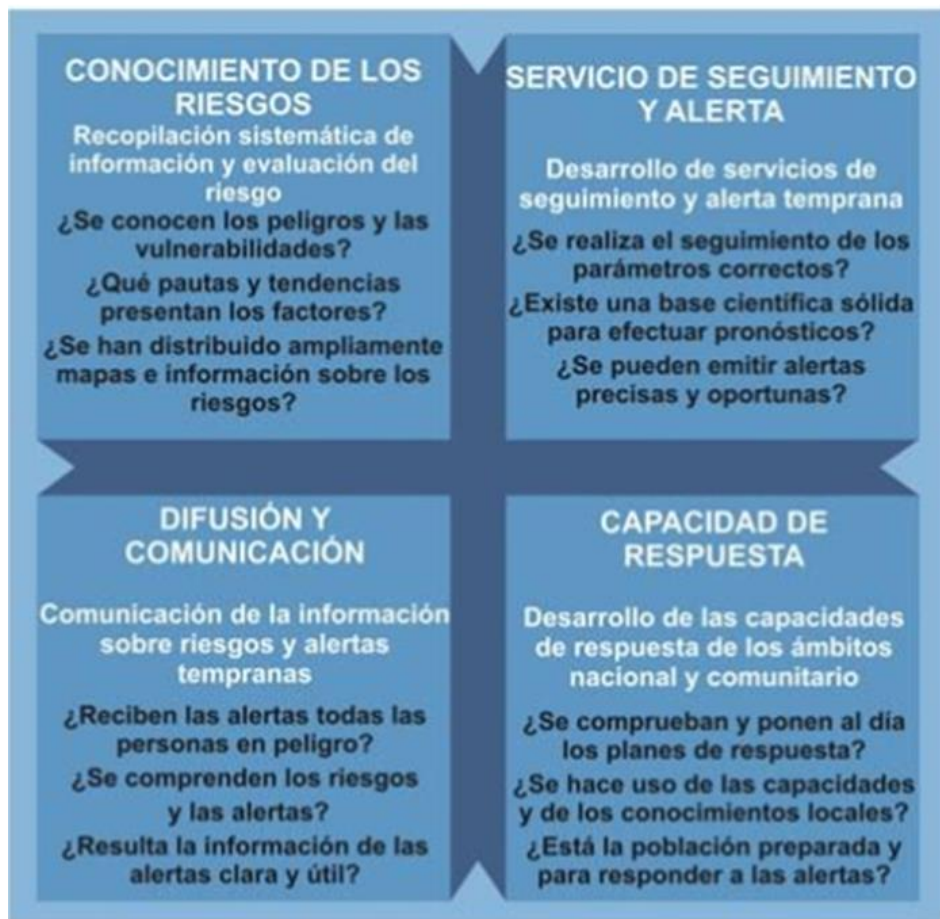 CONOCIMIENTO DE LOS
RIESGOS
Recopilación sistemática de
información y evaluación del
riesgo
¿Se conocen los peligros y las
vulnerabilidades?
¿Qué pautas y tendencias
presentan los factores?
¿Se han distribuido ampliamente
mapas e información sobre los
riesgos?
SERVICIO DE SEGUIMIENTO
Y ALERTA
Desarrollo de servicios de
seguimiento y alerta temprana
¿Se realiza el seguimiento de los
parámetros correctos?
¿Existe una base científica sólida
para efectuar pronósticos?
¿Se pueden emitir alertas
precisas y oportunas?
DIFUSIÓN Y
COMUNICACIÓN
Comunicación de la información
sobre riesgos y alertas
tempranas
¿Reciben las alertas todas las
personas en peligro?
¿Se comprenden los riesgos
y las alertas?
¿Resulta la información de las
alertas clara y útil?
CAPACIDAD DE
RESPUESTA
Desarrollo de las capacidades
de respuesta de los ámbitos
nacional y comunitario
¿Se comprueban y ponen al día
los planes de respuesta?
¿Se hace uso de las capacidades
y de los conocimientos locales?
¿Está la población preparada y
para responder a las alertas?